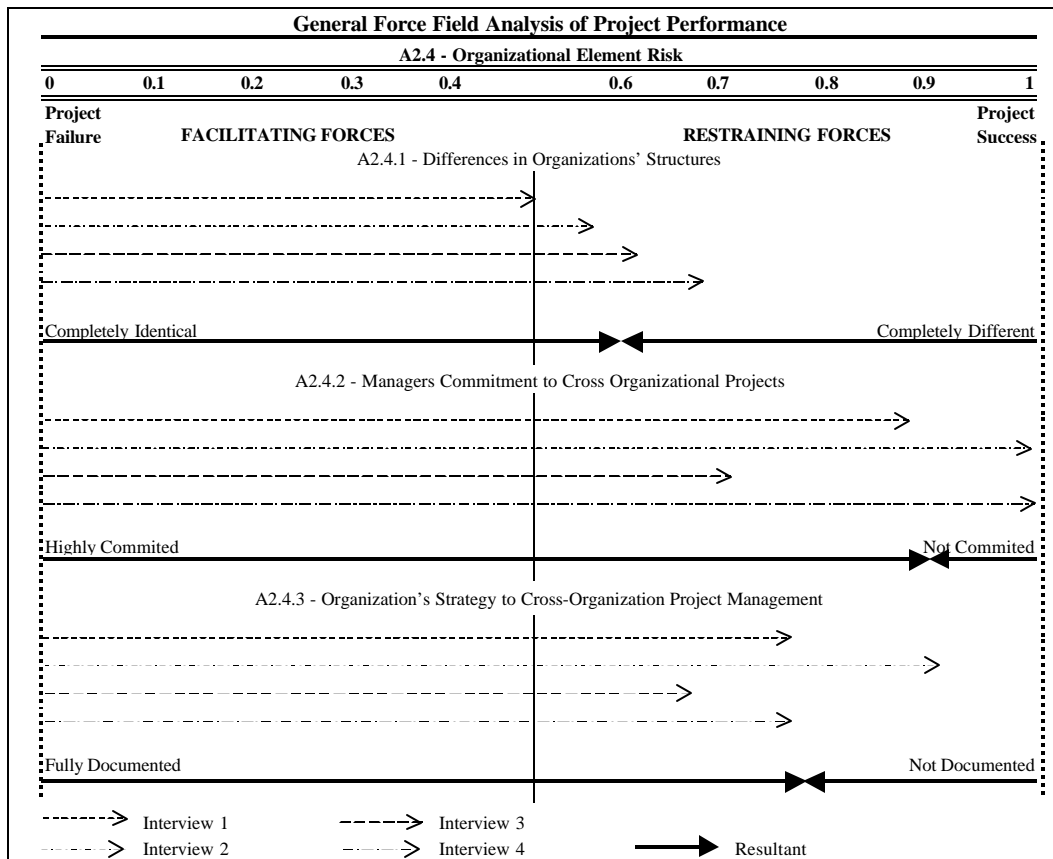 General Force Field Analysis of Project Performance
A2.4 - Organizational Element Risk
0 0.1 0.2 0.3 0.4 0.6 0.7 0.8 0.9 1
Project Project
Failure FACILITATING FORCES RESTRAINING FORCES Success
A2.4.1 - Differences in Organizations’ Structures
Completely Identical Completely Different
A2.4.2 - Managers Commitment to Cross Organizational Projects
Highly Commited Not Commited
A2.4.3 - Organization’s Strategy to Cross-Organization Project Management
Fully Documented Not Documented
Interview 1 Interview 3
Interview 2 Interview 4 Resultant